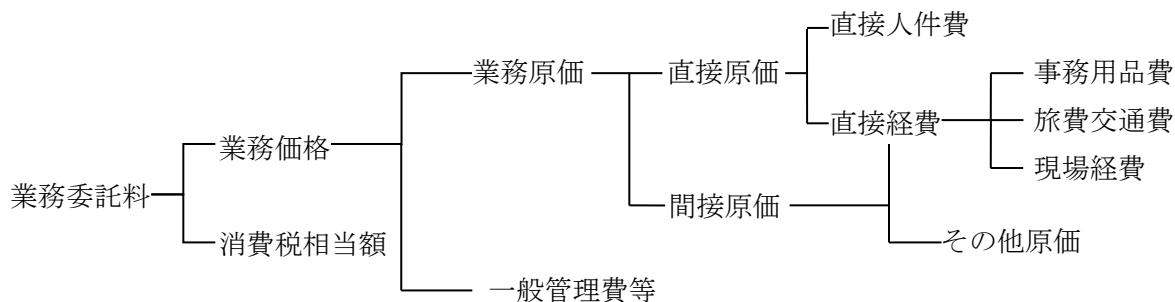 業務委託料
業務価格
消費税相当額
業務原価
一般管理費等
直接原価
間接原価
直接人件費
直接経費
その他原価
事務用品費
旅費交通費
現場経費